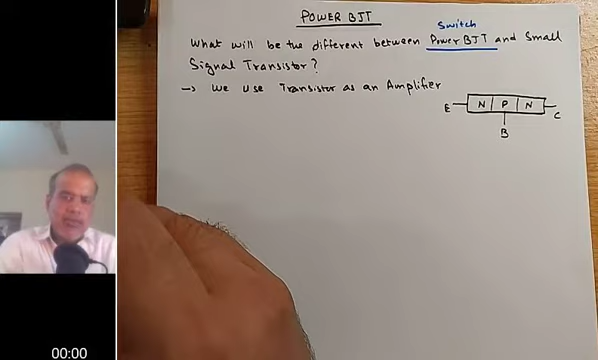 POWER BJT
Switch
What will be the different between Power BJT and Small
Signal Transistor?
→ We use Transistor as an Amplifier
E N P N C
B
00:00